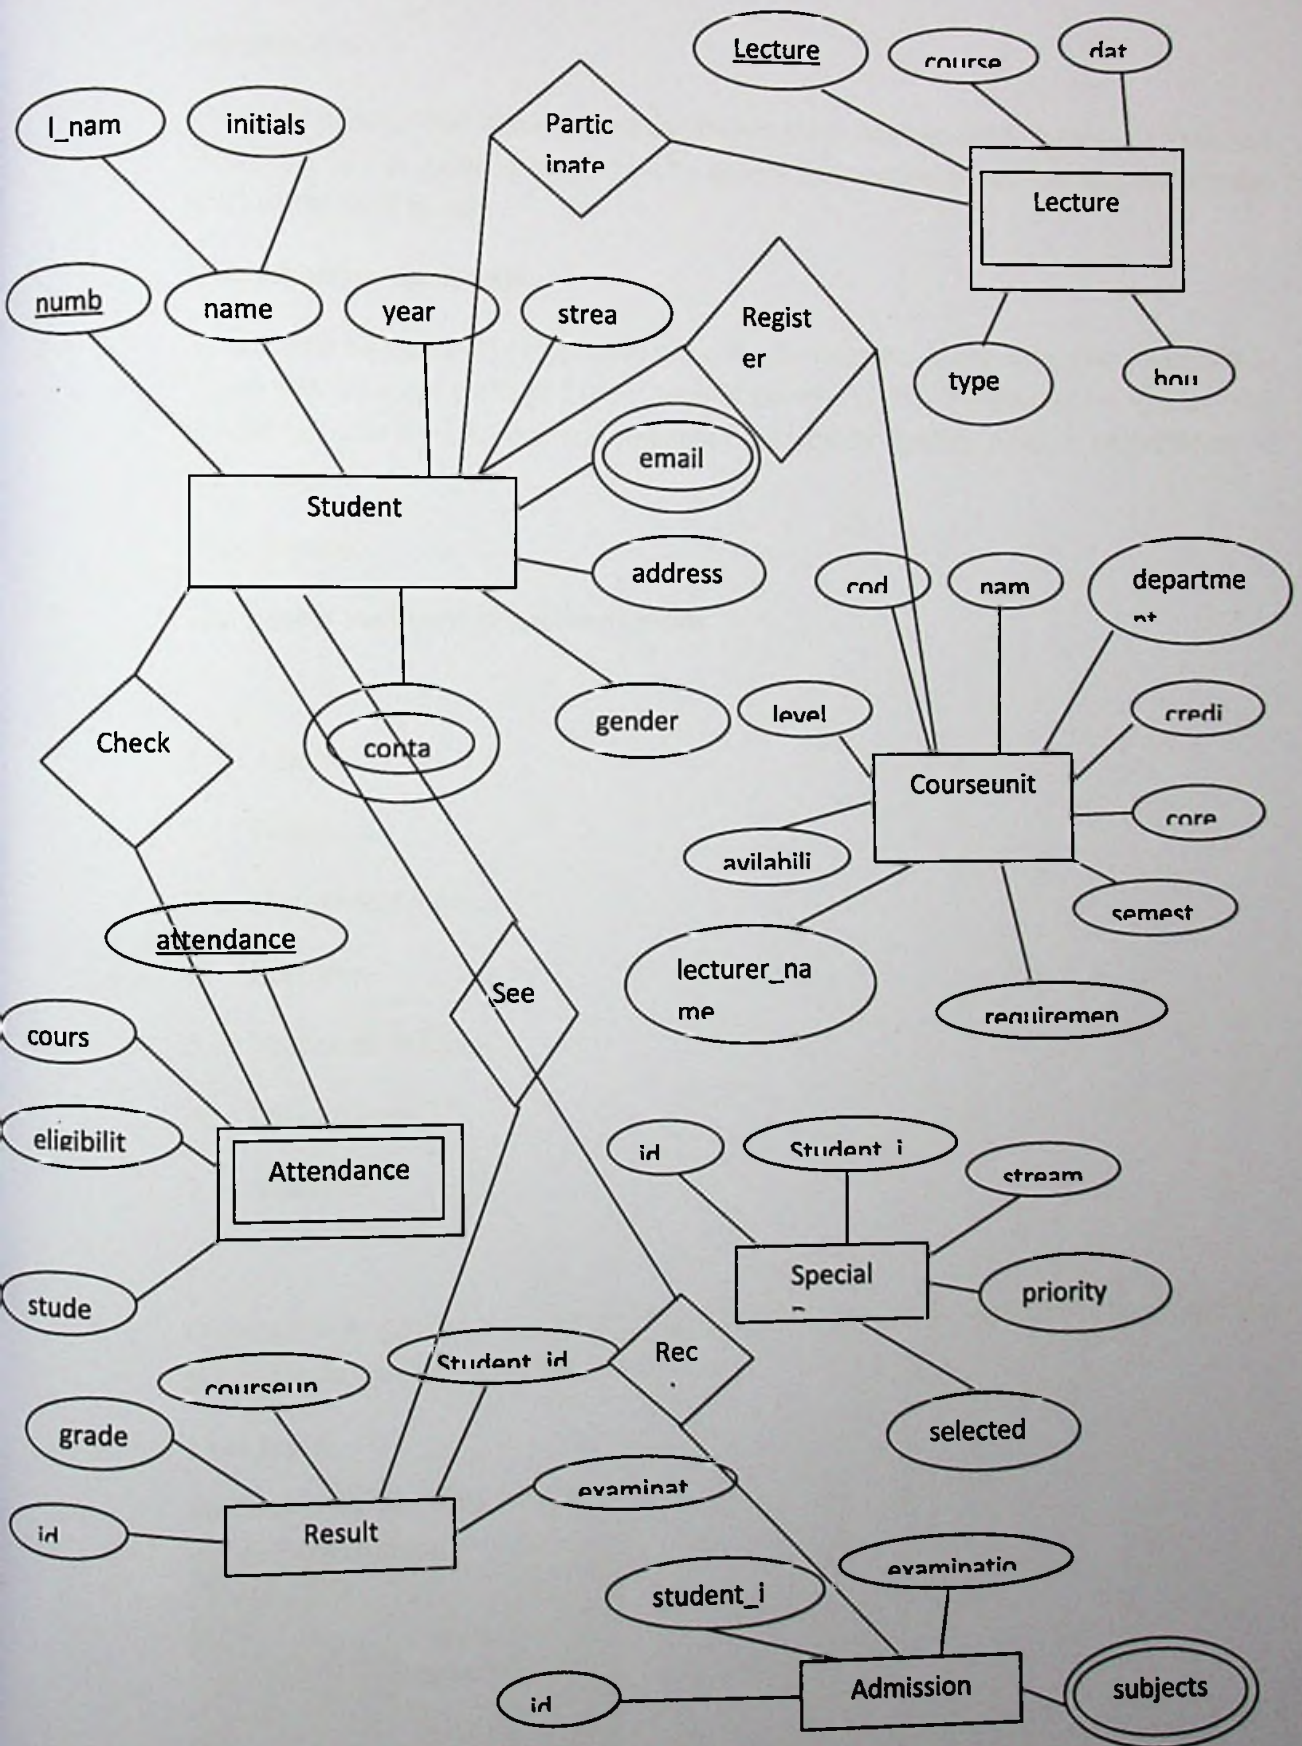 Lecture
course
dat
l_nam
initials
Partic
ipate
Lecture
numb
name
year
strea
Regist
er
type
hou
email
Student
address
cod
nam
departme
nt
gender
level
credi
Check
conta
Courseunit
core
avilabili
semest
attendance
lecturer_na
me
See
requiremen
cours
eligibilit
Attendance
id
Student_i
stream
Special
priority
stude
Student_id
Rec
courseun
grade
selected
examinat
id
Result
student_i
examinatio
Admission
subjects
id